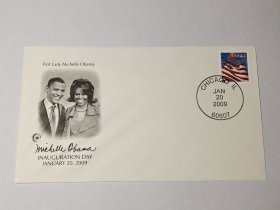 First Lady Michelle Obama
Michelle Obama
INAUGURATION DAY
JANUARY 20, 2009
CHICAGO, IL
JAN
20
2009
60607